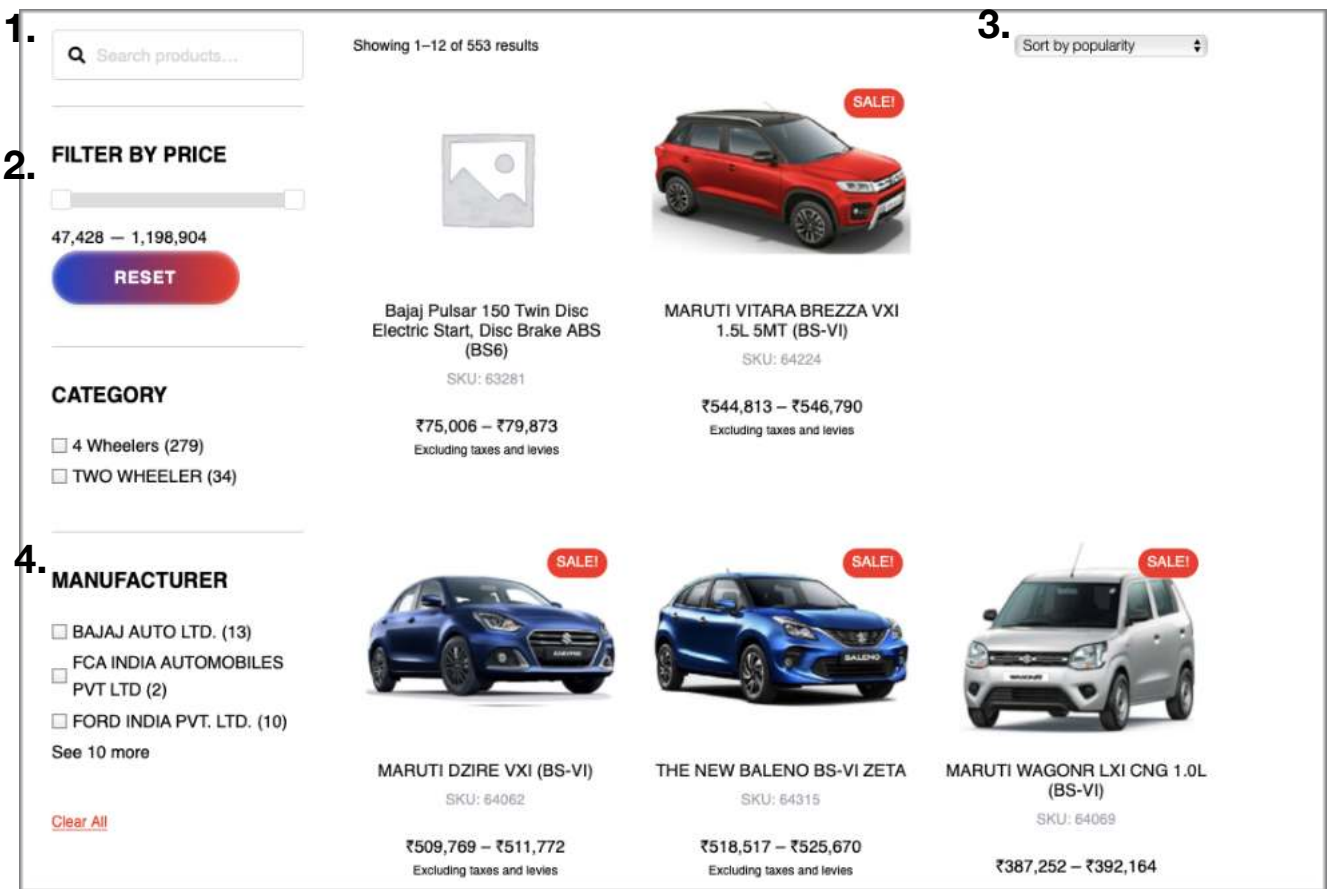 1.
Search products...
Showing 1–12 of 553 results
3.
Sort by popularity
SALE!
2.
FILTER BY PRICE
47,428 — 1,198,904
RESET
Bajaj Pulsar 150 Twin Disc
Electric Start, Disc Brake ABS
(BS6)
SKU: 63281
₹75,006 – ₹79,873
Excluding taxes and levies
MARUTI VITARA BREZZA VXI
1.5L 5MT (BS-VI)
SKU: 64224
₹544,813 – ₹546,790
Excluding taxes and levies
CATEGORY
4 Wheelers (279)
TWO WHEELER (34)
4.
MANUFACTURER
BAJAJ AUTO LTD. (13)
FCA INDIA AUTOMOBILES
PVT LTD (2)
FORD INDIA PVT. LTD. (10)
See 10 more
Clear All
SALE!
MARUTI DZIRE VXI (BS-VI)
SKU: 64062
₹509,769 – ₹511,772
Excluding taxes and levies
SALE!
BALENO
THE NEW BALENO BS-VI ZETA
SKU: 64315
₹518,517 – ₹525,670
Excluding taxes and levies
SALE!
WAGONR
MARUTI WAGONR LXI CNG 1.0L
(BS-VI)
SKU: 64069
₹387,252 – ₹392,164